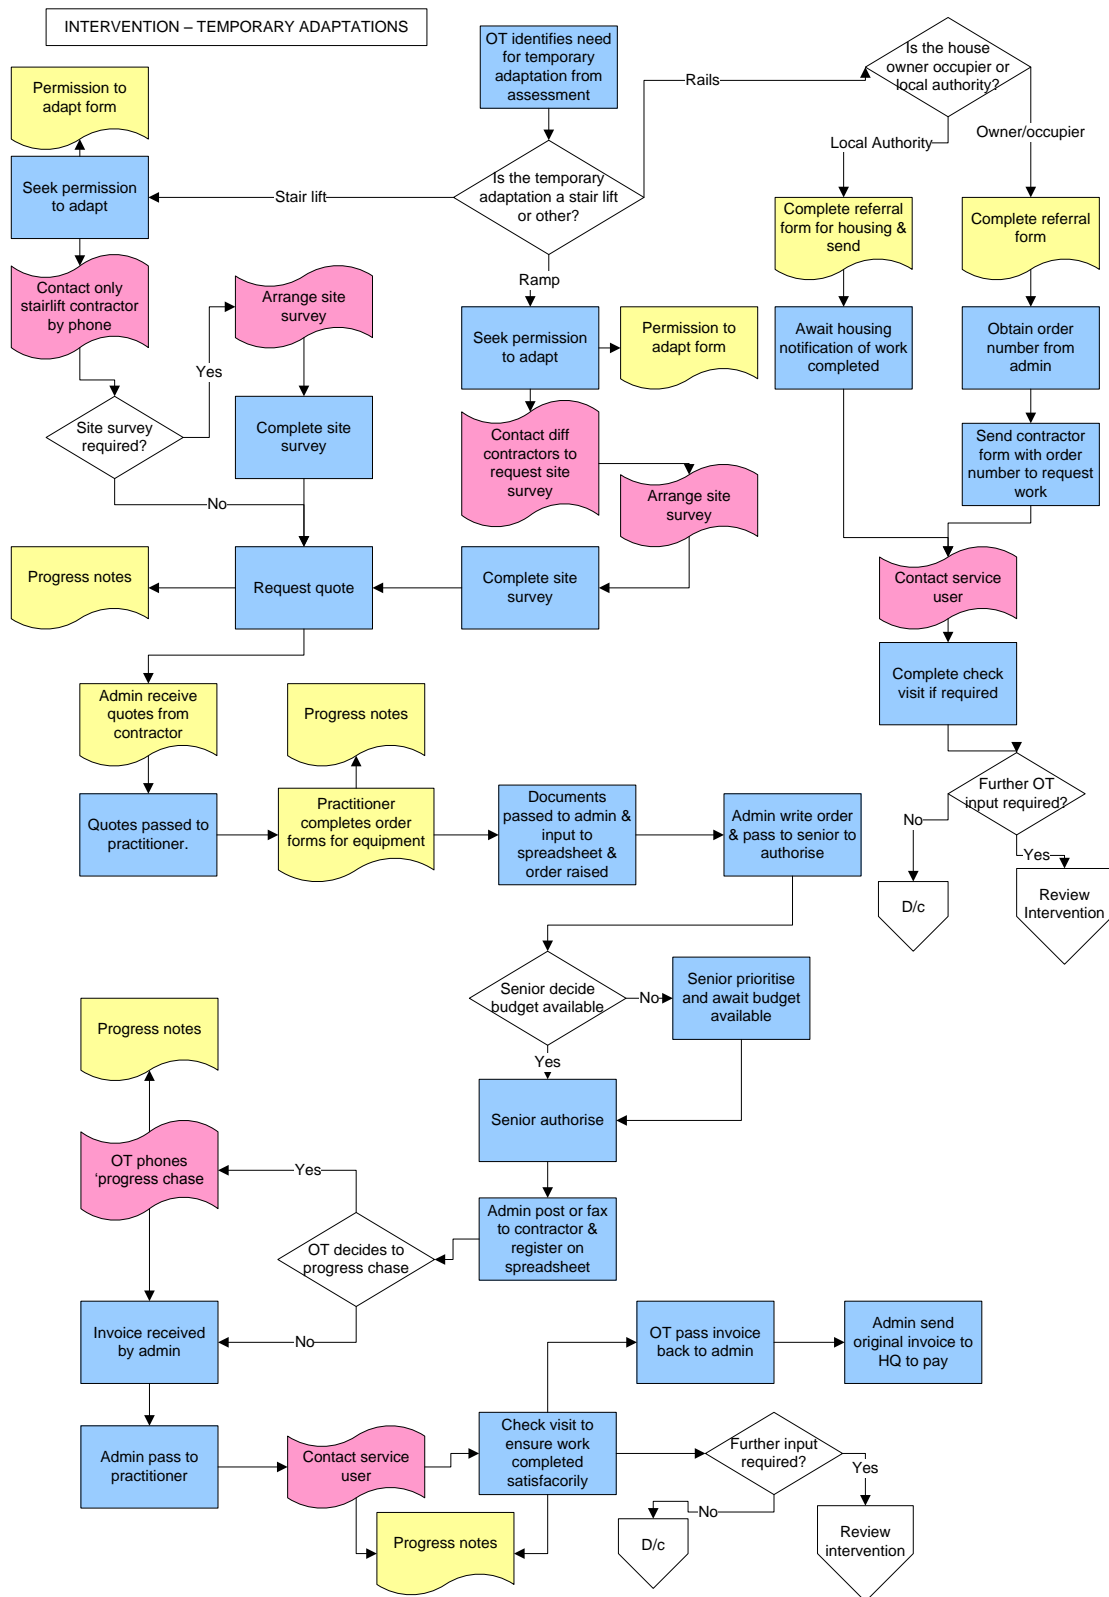 INTERVENTION – TEMPORARY ADAPTATIONS
OT identifies need
for temporary
adaptation from
assessment
Is the house
owner occupier or
local authority?
Rails
Permission to
adapt form
Local Authority
Owner/occupier
Seek permission
to adapt
Stair lift
Is the temporary
adaptation a stair lift
or other?
Complete referral
form for housing &
send
Complete referral
form
Ramp
Contact only
stairlift contractor
by phone
Arrange site
survey
Seek permission
to adapt
Permission to
adapt form
Await housing
notification of work
completed
Obtain order
number from
admin
Yes
Site survey
required?
Complete site
survey
Contact diff
contractors to
request site
survey
Send contractor
form with order
number to request
work
Arrange site
survey
No
Progress notes
Request quote
Complete site
survey
Contact service
user
Complete check
visit if required
Admin receive
quotes from
contractor
Progress notes
Further OT
input required?
No
Yes
Quotes passed to
practitioner.
Practitioner
completes order
forms for equipment
Documents
passed to admin &
input to
spreadsheet &
order raised
Admin write order
& pass to senior to
authorise
D/c
Review
Intervention
Senior decide
budget available
No
Senior prioritise
and await budget
available
Yes
Progress notes
Senior authorise
OT phones
‘progress chase
Yes
OT decides to
progress chase
Admin post or fax
to contractor &
register on
spreadsheet
No
Invoice received
by admin
OT pass invoice
back to admin
Admin send
original invoice to
HQ to pay
Admin pass to
practitioner
Contact service
user
Check visit to
ensure work
completed
satisfacorily
Further input
required?
Yes
No
Progress notes
D/c
Review
intervention